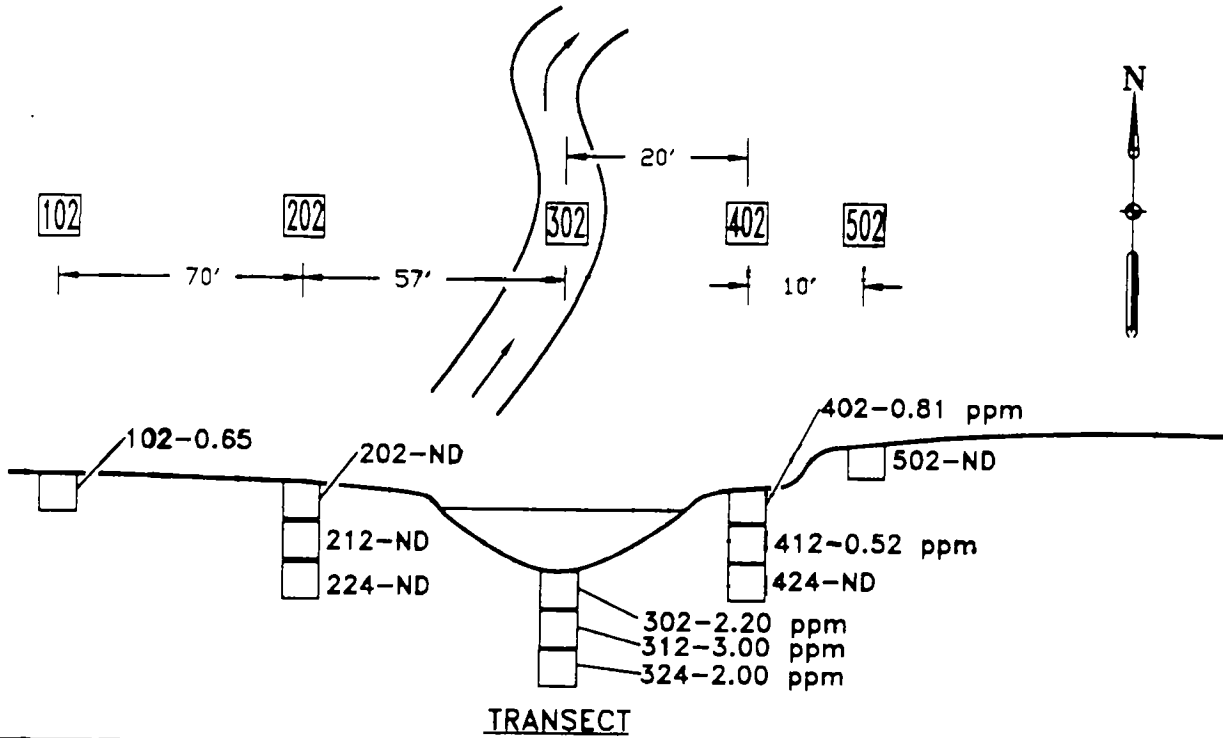 N
20'
102
202
302
402
502
70'
57'
10'
402-0.81 ppm
102-0.65
202-ND
502-ND
212-ND
412-0.52 ppm
224-ND
424-ND
302-2.20 ppm
312-3.00 ppm
324-2.00 ppm
TRANSECT